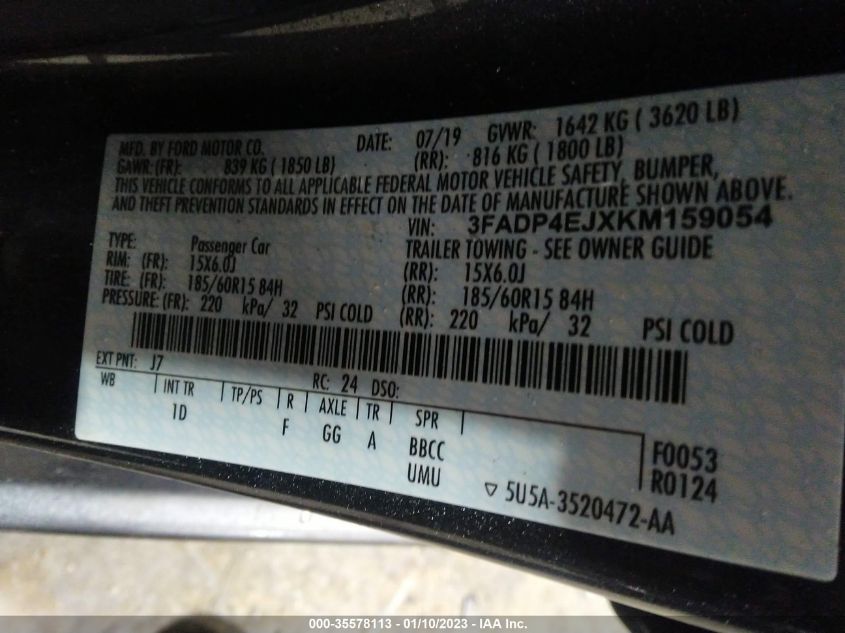 MFD. BY FORD MOTOR CO. DATE: 07/19 GVWR: 1642 KG ( 3620 LB)
GAWR:(FR): 839 KG ( 1850 LB) (RR): 816 KG ( 1800 LB)
THIS VEHICLE CONFORMS TO ALL APPLICABLE FEDERAL MOTOR VEHICLE SAFETY, BUMPER,
AND THEFT PREVENTION STANDARDS IN EFFECT ON THE DATE OF MANUFACTURE SHOWN ABOVE.
VIN: 3FADP4EJXKM159054
TYPE: Passenger Car TRAILER TOWING - SEE OWNER GUIDE
RIM: (FR): 15X6.0J (RR): 15X6.0J
TIRE: (FR): 185/60R15 84H (RR): 185/60R15 84H
PRESSURE: (FR): 220 kPa/ 32 PSI COLD (RR): 220 kPa/ 32 PSI COLD
EXT PNT: J7 RC: 24 DSO:
WB INT TR TP/PS R AXLE TR SPR
1D F GG A BBCC F0053
UMU R0124
▽ 5U5A-3520472-AA
000-35578113 — 01/10/2023 — IAA Inc.